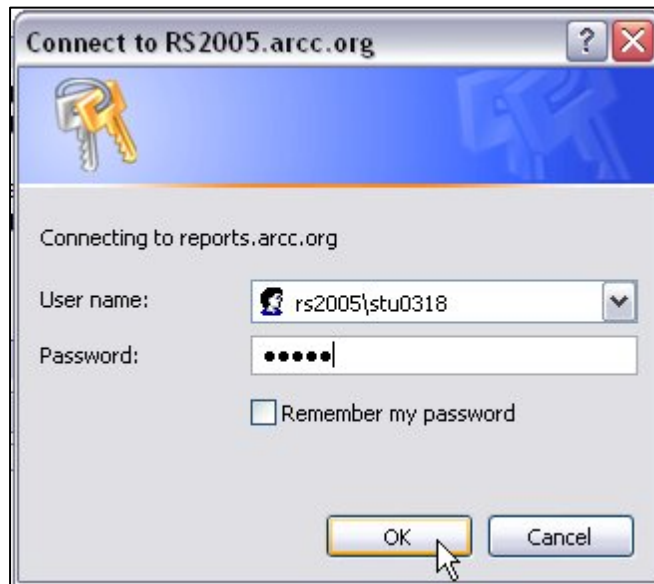 Connect to RS2005.arcc.org
Connecting to reports.arcc.org
User name: rs2005\stu0318
Password: •••••
Remember my password
OK Cancel